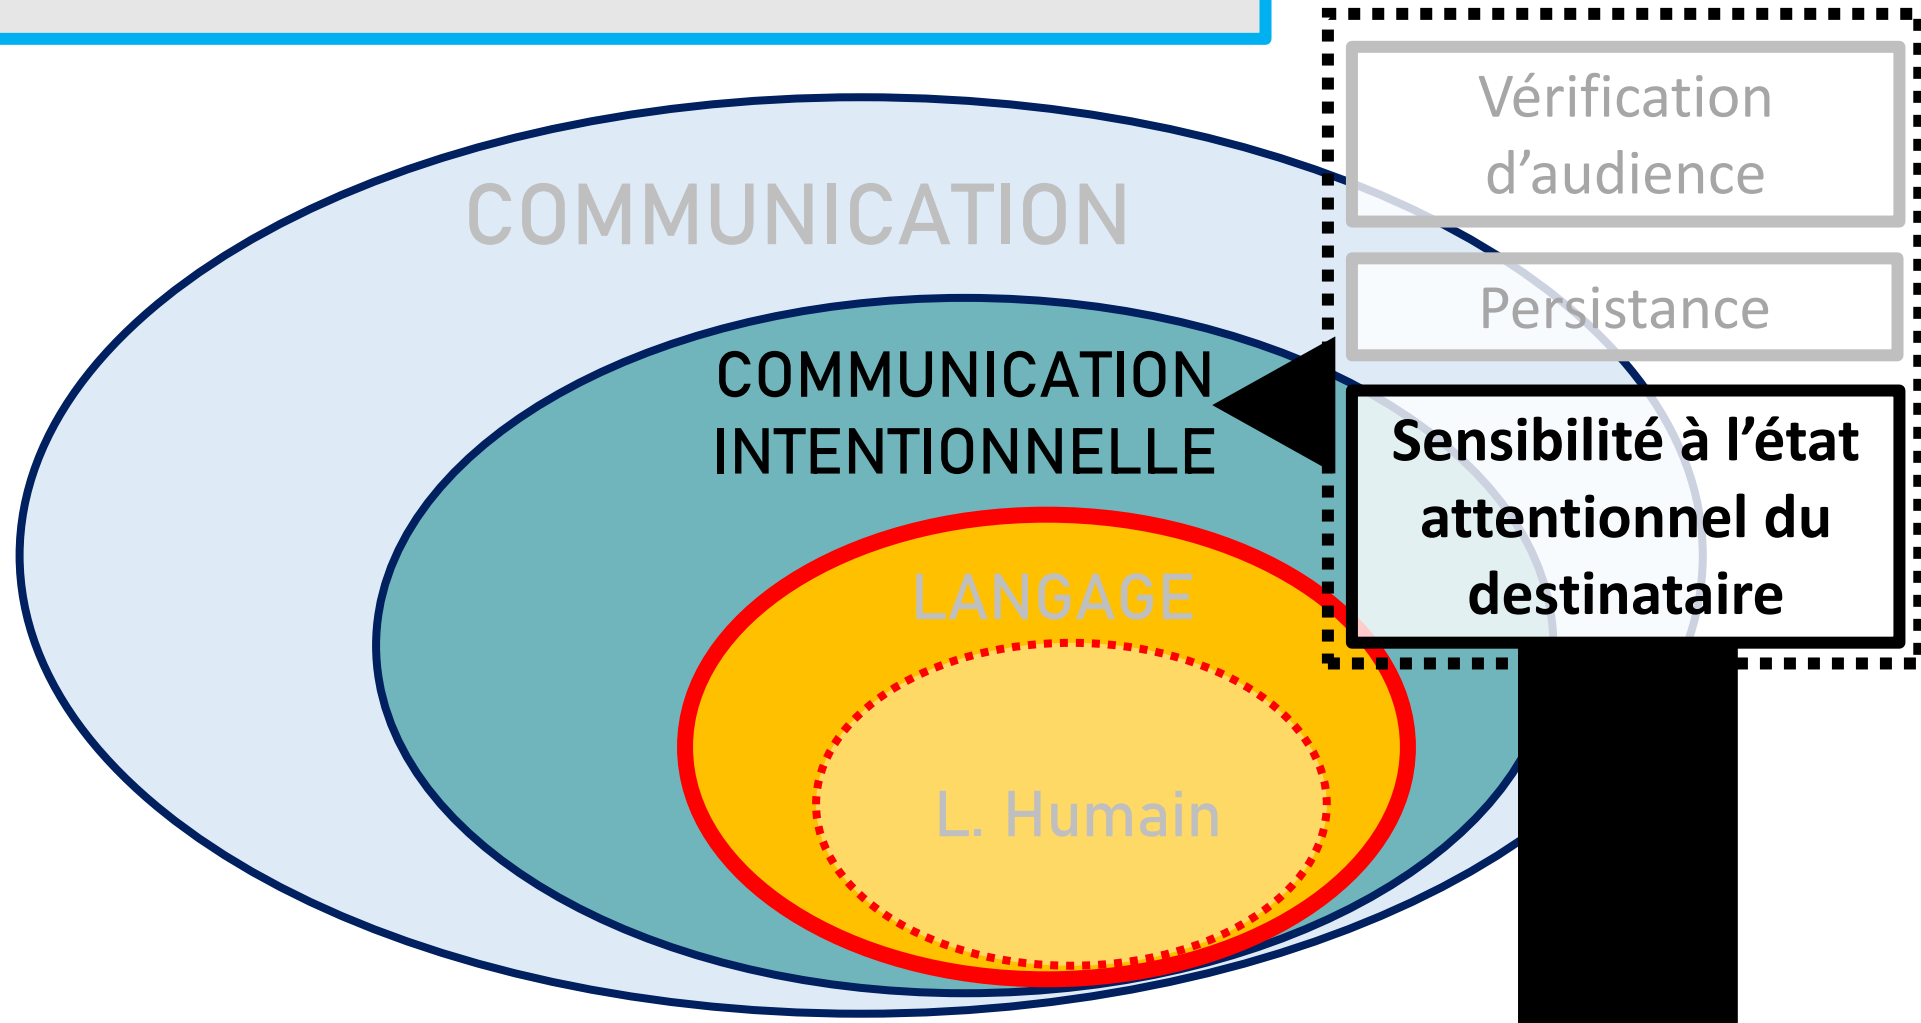 COMMUNICATION
COMMUNICATION
INTENTIONNELLE
LANGAGE
L. Humain
Vérification
d’audience
Persistance
Sensibilité à l’état
attentionnel du
destinataire